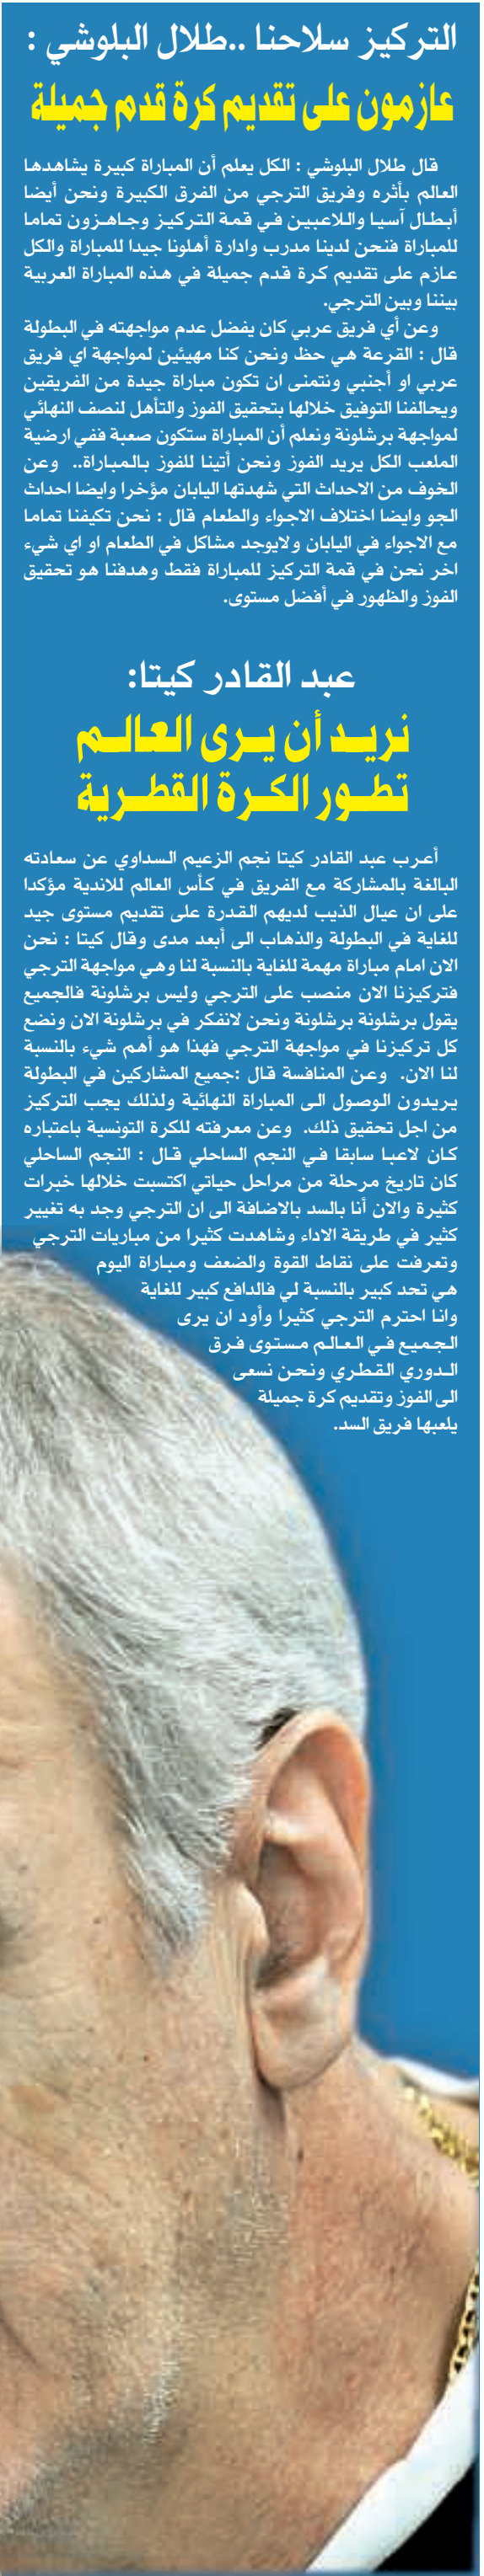 التركيز سلاحنا ..طلال البلوشي :
عازمون على تقديم كرة قدم جميلة
قال طلال البلوشي : الكل يعلم أن المباراة كبيرة يشاهدها
العالم بأثره وفريق الترجي من الفرق الكبيرة ونحن أيضا
أبطال آسيا واللاعبين في قمة التركيز وجاهزون تماما
للمباراة فنحن لدينا مدرب وادارة أهلونا جيدا للمباراة والكل
عازم على تقديم كرة قدم جميلة في هذه المباراة العربية
بيننا وبين الترجي.
وعن أي فريق عربي كان يفضل عدم مواجهته في البطولة
قال : القرعة هي حظ ونحن كنا مهيئين لمواجهة اي فريق
عربي او أجنبي ونتمنى ان تكون مباراة جيدة من الفريقين
ويحالفنا التوفيق خلالها بتحقيق الفوز والتأهل لنصف النهائي
لمواجهة برشلونة ونعلم أن المباراة ستكون صعبة ففي ارضية
الملعب الكل يريد الفوز ونحن أتينا للفوز بالمباراة.. وعن
الخوف من الاحداث التي شهدتها اليابان مؤخرا وايضا احداث
الجو وايضا اختلاف الاجواء والطعام قال : نحن تكيفنا تماما
مع الاجواء في اليابان ولايوجد مشاكل في الطعام او اي شيء
اخر نحن في قمة التركيز للمباراة فقط وهدفنا هو تحقيق
الفوز والظهور في أفضل مستوى.
عبد القادر كيتا:
نريد أن يرى العالم
تطور الكرة القطرية
أعرب عبد القادر كيتا نجم الزعيم السداوي عن سعادته
البالغة بالمشاركة مع الفريق في كأس العالم للاندية مؤكدا
على ان عيال الذيب لديهم القدرة على تقديم مستوى جيد
للغاية في البطولة والذهاب الى أبعد مدى وقال كيتا : نحن
الان امام مباراة مهمة للغاية بالنسبة لنا وهي مواجهة الترجي
فتركيزنا الان منصب على الترجي وليس برشلونة فالجميع
يقول برشلونة برشلونة ونحن لانفكر في برشلونة الان ونضع
كل تركيزنا في مواجهة الترجي فهذا هو أهم شيء بالنسبة
لنا الان. وعن المنافسة قال :جميع المشاركين في البطولة
يريدون الوصول الى المباراة النهائية ولذلك يجب التركيز
من اجل تحقيق ذلك. وعن معرفته للكرة التونسية باعتباره
كان لاعبا سابقا في النجم الساحلي قال : النجم الساحلي
كان تاريخ مرحلة من مراحل حياتي اكتسبت خلالها خبرات
كثيرة والان أنا بالسد بالاضافة الى ان الترجي وجد به تغيير
كثير في طريقة الاداء وشاهدت كثيرا من مباريات الترجي
وتعرفت على نقاط القوة والضعف ومباراة اليوم
هي تحد كبير بالنسبة لي فالدافع كبير للغاية
وانا احترم الترجي كثيرا وأود ان يرى
الجميع في العالم مستوى فرق
الدوري القطري ونحن نسعى
الى الفوز وتقديم كرة جميلة
يلعبها فريق السد.